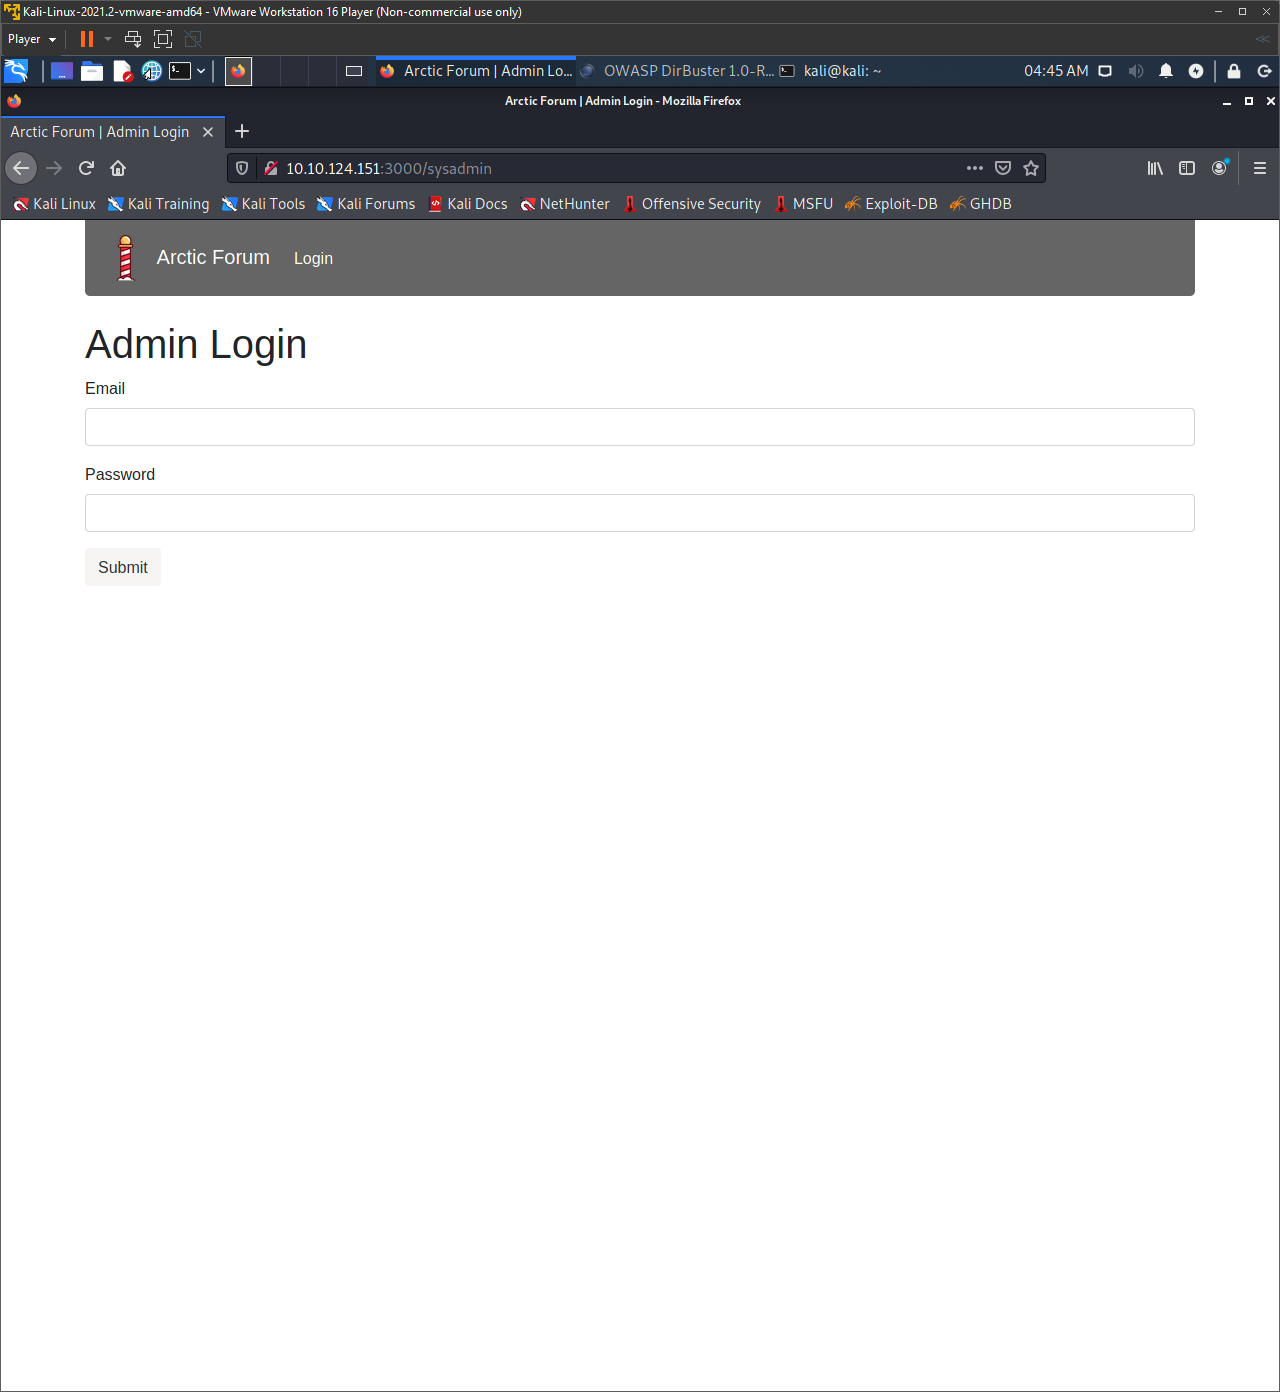 Kali-Linux-2021.2-vmware-amd64 - VMware Workstation 16 Player (Non-commercial use only)
Player
Arctic Forum | Admin Lo... OWASP DirBuster 1.0-R... kali@kali: ~ 04:45 AM
Arctic Forum | Admin Login - Mozilla Firefox
Arctic Forum | Admin Login
10.10.124.151:3000/sysadmin
Kali Linux Kali Training Kali Tools Kali Forums Kali Docs NetHunter Offensive Security MSFU Exploit-DB GHDB
Arctic Forum Login
Admin Login
Email
Password
Submit